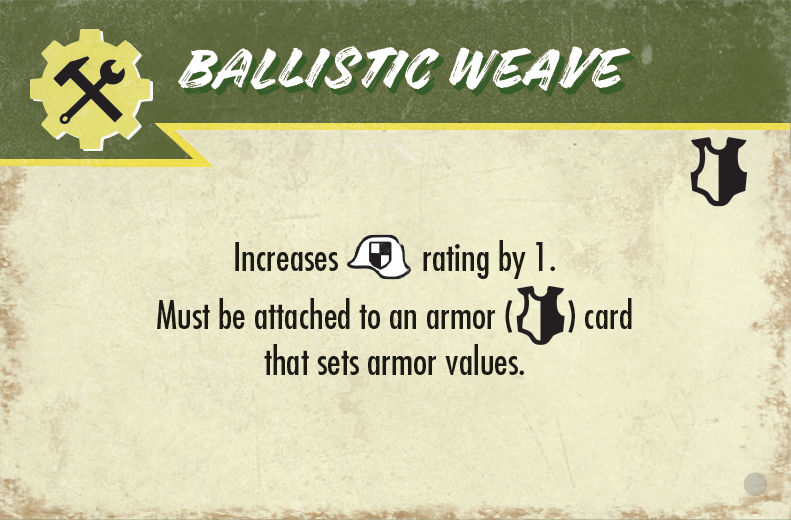 BALLISTIC WEAVE
Increases rating by 1.
Must be attached to an armor ( ) card
that sets armor values.